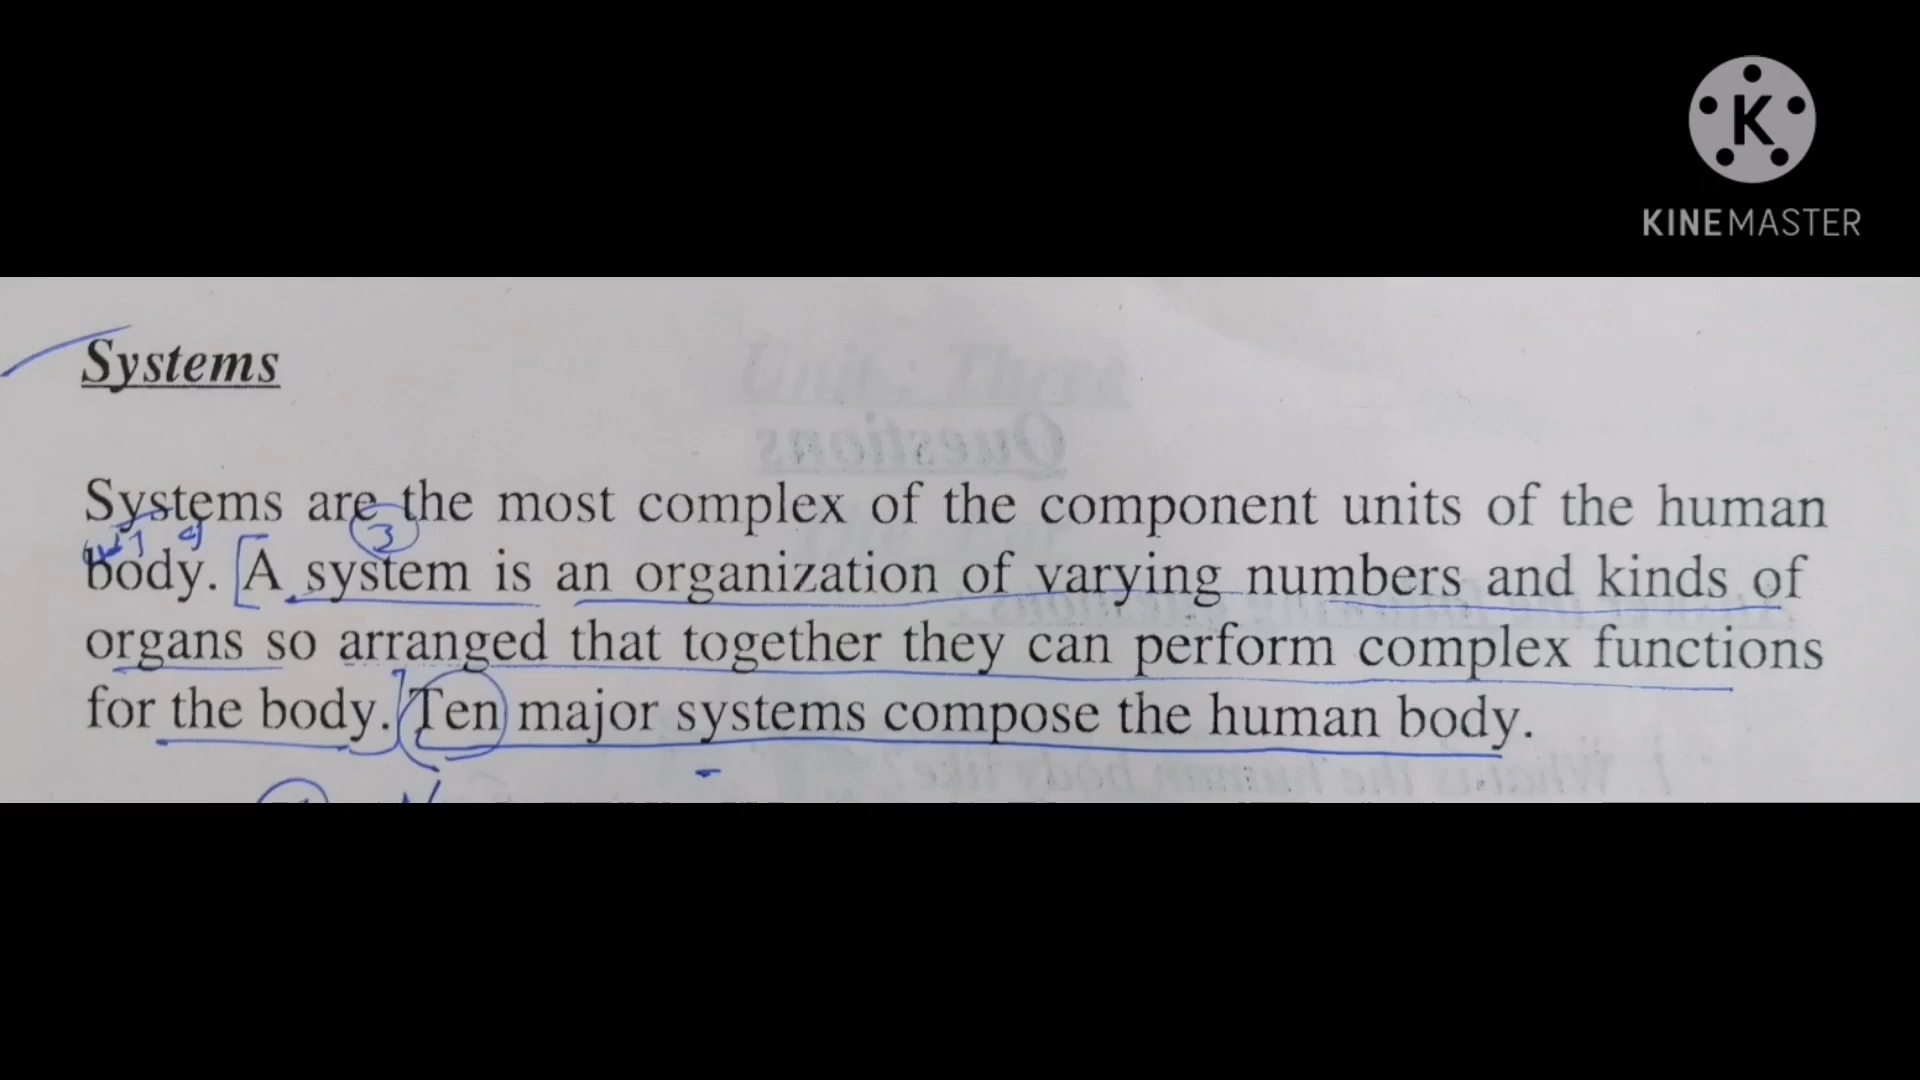 K
KINEMASTER
Systems
Systems are the most complex of the component units of the human
3
body. [A system is an organization of varying numbers and kinds of
organs so arranged that together they can perform complex functions
for the body.] Ten major systems compose the human body.